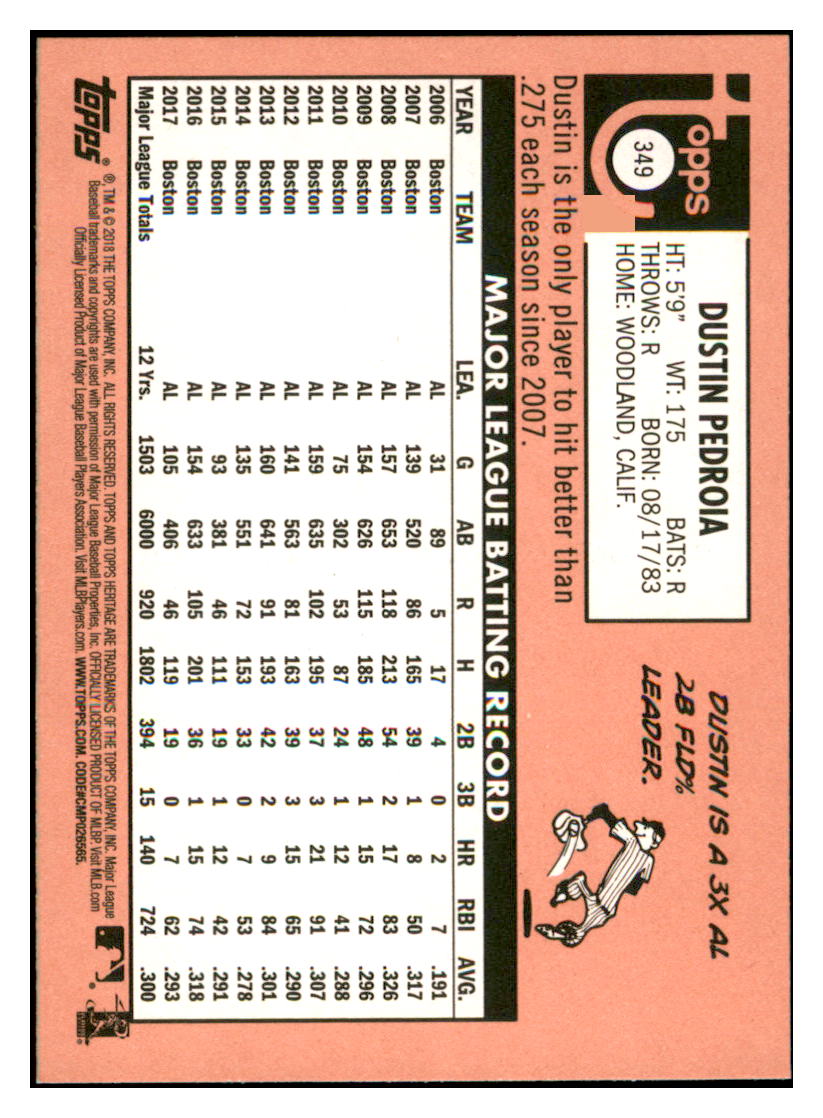 topps
349
DUSTIN PEDROIA
HT: 5'9" WT: 175 BATS: R
THROWS: R BORN: 08/17/83
HOME: WOODLAND, CALIF.
DUSTIN IS A 3X AL
2B FLD%
LEADER.
Dustin is the only player to hit better than
.275 each season since 2007.
MAJOR LEAGUE BATTING RECORD
YEAR TEAM LEA. G AB R H 2B 3B HR RBI AVG.
2006 Boston AL 31 89 5 17 4 0 2 7 .191
2007 Boston AL 139 520 86 165 39 1 8 50 .317
2008 Boston AL 157 653 118 213 54 2 17 83 .326
2009 Boston AL 154 626 115 185 48 1 15 72 .296
2010 Boston AL 75 302 53 87 24 1 12 41 .288
2011 Boston AL 159 635 102 195 37 3 21 91 .307
2012 Boston AL 141 563 81 163 39 3 15 65 .290
2013 Boston AL 160 641 91 193 42 2 9 84 .301
2014 Boston AL 135 551 72 153 33 0 7 53 .278
2015 Boston AL 93 381 46 111 19 1 12 42 .291
2016 Boston AL 154 633 105 201 36 1 15 74 .318
2017 Boston AL 105 406 46 119 19 0 7 62 .293
Major League Totals 12 Yrs. 1503 6000 920 1802 394 15 140 724 .300
topps®
®, TM & © 2018 THE TOPPS COMPANY, INC. ALL RIGHTS RESERVED. TOPPS AND TOPPS HERITAGE ARE TRADEMARKS OF THE TOPPS COMPANY, INC. Major League
Baseball trademarks and copyrights are used with permission of Major League Baseball Properties, Inc. OFFICIALLY LICENSED PRODUCT OF MLBP. Visit MLB.com
Officially Licensed Product of Major League Baseball Players Association. Visit MLBPlayers.com. WWW.TOPPS.COM. CODE#CMP026565.